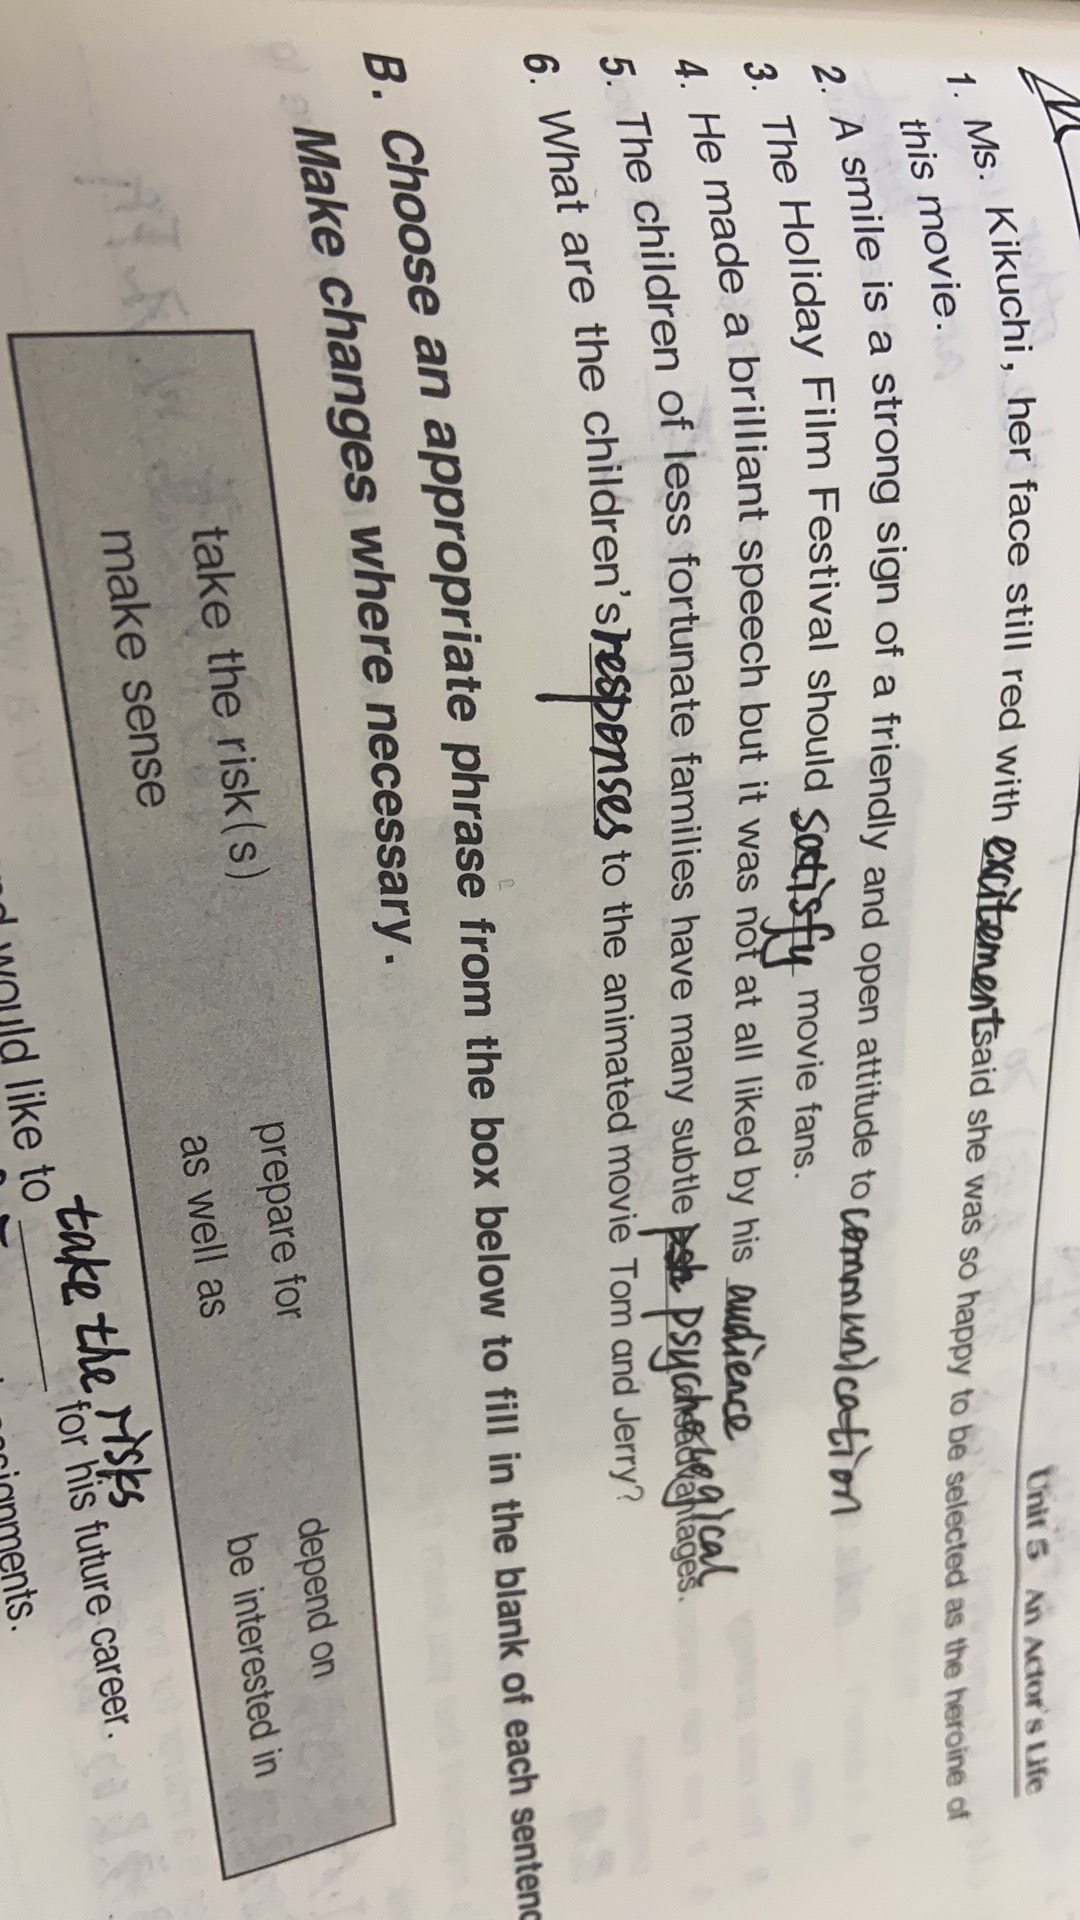 Unit 5 An Actor's Life
1. Ms. Kikuchi, her face still red with excitement said she was so happy to be selected as the heroine of
this movie.
2. A smile is a strong sign of a friendly and open attitude to communication
3. The Holiday Film Festival should satisfy movie fans.
4. He made a brilliant speech but it was not at all liked by his audience
5. The children of less fortunate families have many subtle psychological
6. What are the children's responses to the animated movie Tom and Jerry?
B. Choose an appropriate phrase from the box below to fill in the blank of each sentenc
Make changes where necessary.
take the risk(s) prepare for depend on
make sense as well as be interested in
take the risks for his future career.
would like to